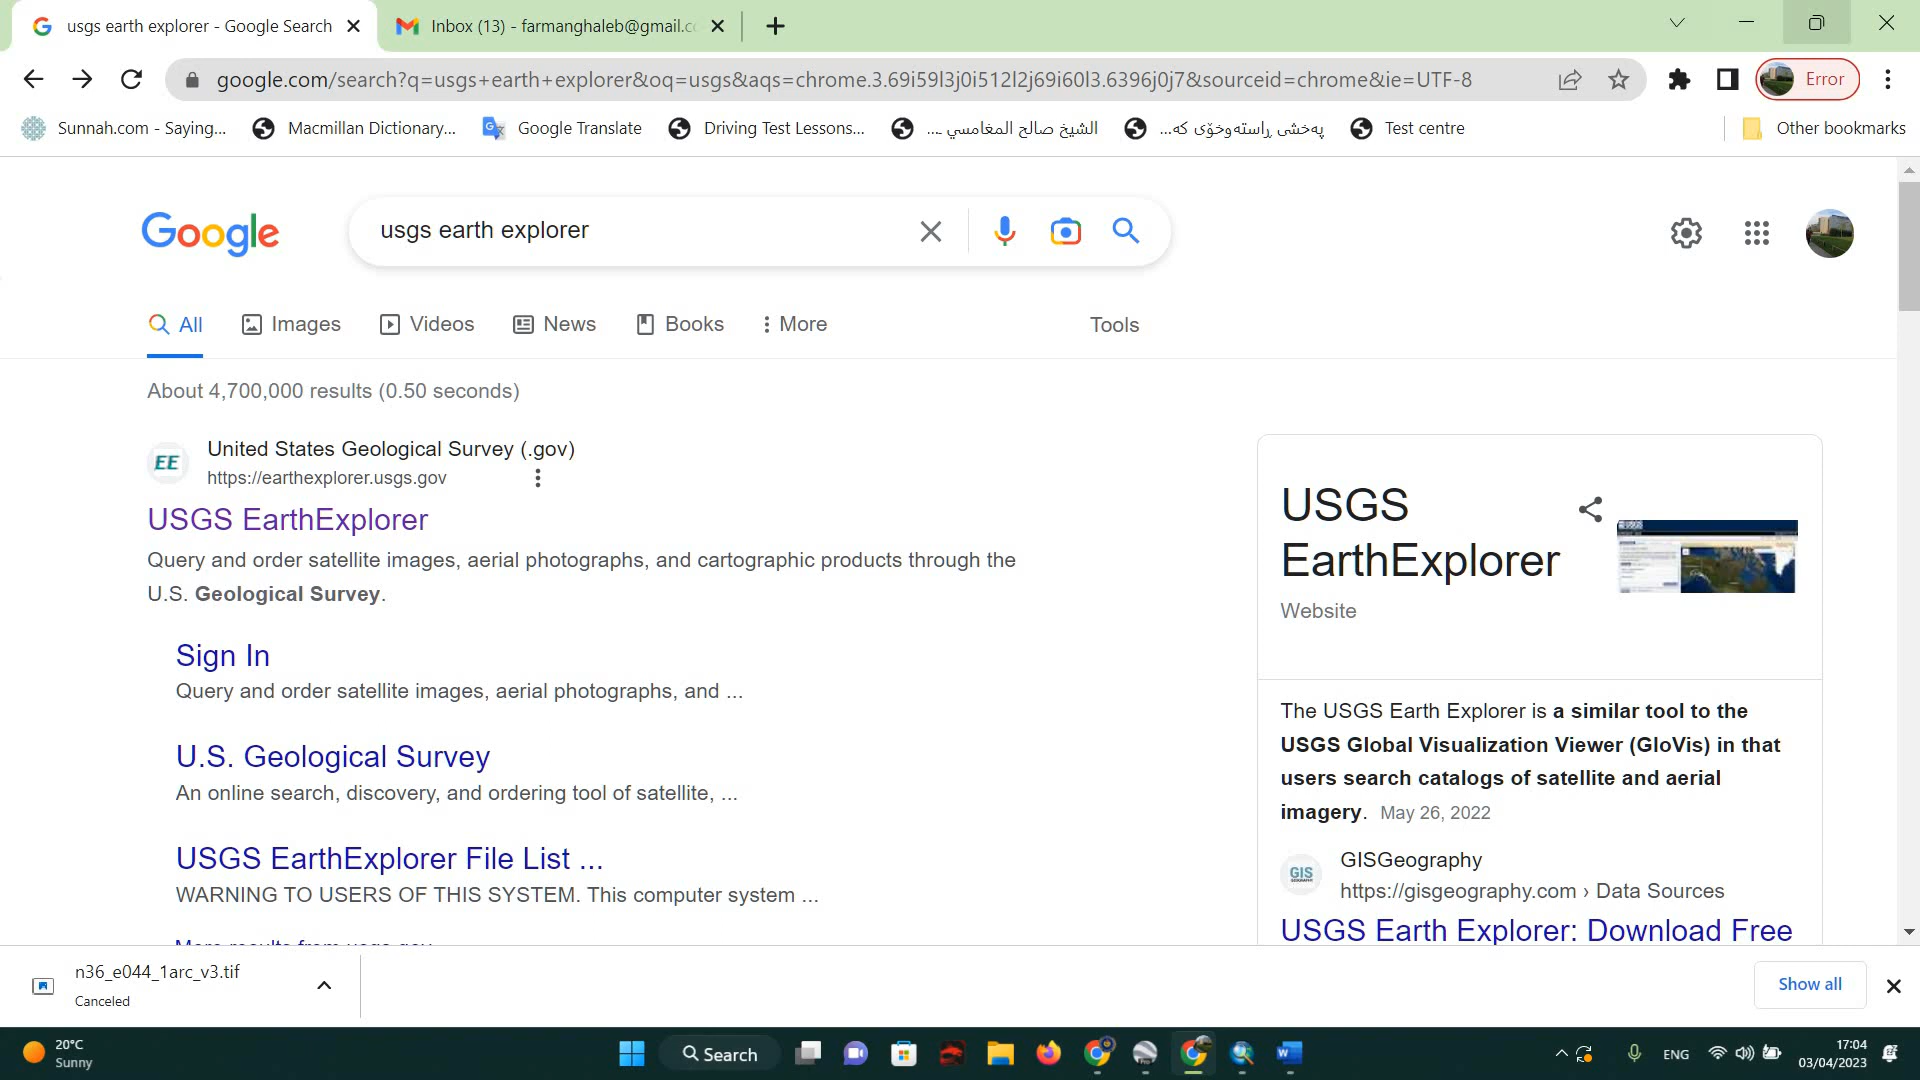 usgs earth explorer - Google Search
Inbox (13) - farmanghaleb@gmail.c
google.com/search?q=usgs+earth+explorer&oq=usgs&aqs=chrome.3.69i59l3j0i512l2j69i60l3.6396j0j7&sourceid=chrome&ie=UTF-8
Error
Sunnah.com - Saying...
Macmillan Dictionary...
Google Translate
Driving Test Lessons...
الشيخ صالح المغامسي ...
پەخشی ڕاستەوخۆی کە...
Test centre
Other bookmarks
Google
usgs earth explorer
All
Images
Videos
News
Books
More
Tools
About 4,700,000 results (0.50 seconds)
EE
United States Geological Survey (.gov)
https://earthexplorer.usgs.gov
USGS EarthExplorer
Query and order satellite images, aerial photographs, and cartographic products through the
U.S. Geological Survey.
Sign In
Query and order satellite images, aerial photographs, and ...
U.S. Geological Survey
An online search, discovery, and ordering tool of satellite, ...
USGS EarthExplorer File List ...
WARNING TO USERS OF THIS SYSTEM. This computer system ...
More results from usgs.gov
USGS
EarthExplorer
Website
The USGS Earth Explorer is a similar tool to the
USGS Global Visualization Viewer (GloVis) in that
users search catalogs of satellite and aerial
imagery. May 26, 2022
GIS
GISGeography
https://gisgeography.com › Data Sources
USGS Earth Explorer: Download Free
n36_e044_1arc_v3.tif
Canceled
Show all
20°C
Sunny
Search
ENG
17:04
03/04/2023